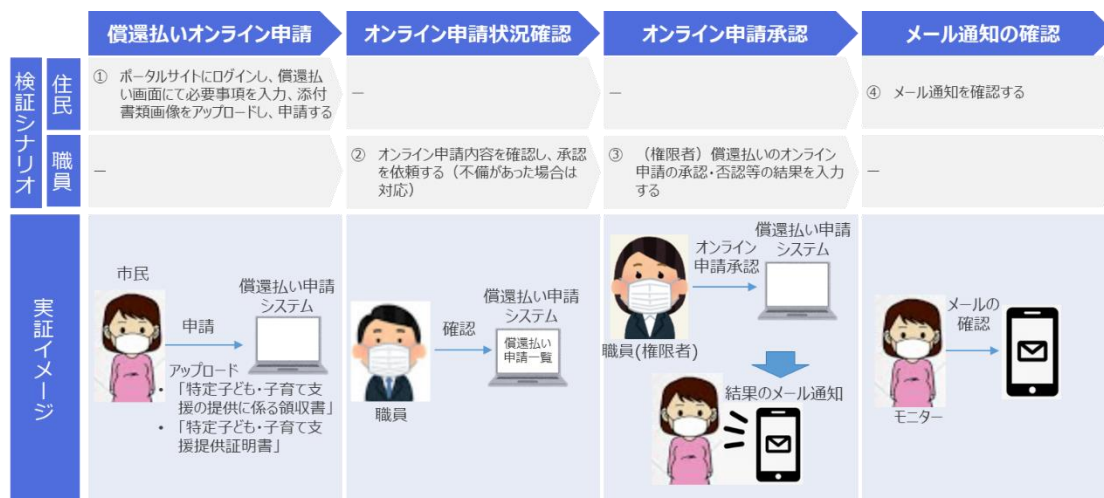 償還払いオンライン申請
オンライン申請状況確認
オンライン申請承認
メール通知の確認
検証シナリオ
住民
① ポータルサイトにログインし、償還払
い画面にて必要事項を入力、添付
書類画像をアップロードし、申請する
―
―
④ メール通知を確認する
職員
―
② オンライン申請内容を確認し、承認
を依頼する（不備があった場合は
対応）
③ （権限者）償還払いのオンライン
申請の承認・否認等の結果を入力
する
―
実証イメージ
市民
申請
償還払い申請
システム
アップロード
• 「特定子ども・子育て支
援の提供に係る領収書」
• 「特定子ども・子育て支
援提供証明書」
職員
確認
償還払い申請
システム
償還払い
申請一覧
職員(権限者)
オンライン
申請承認
償還払い申請
システム
結果のメール通知
モニター
メールの
確認